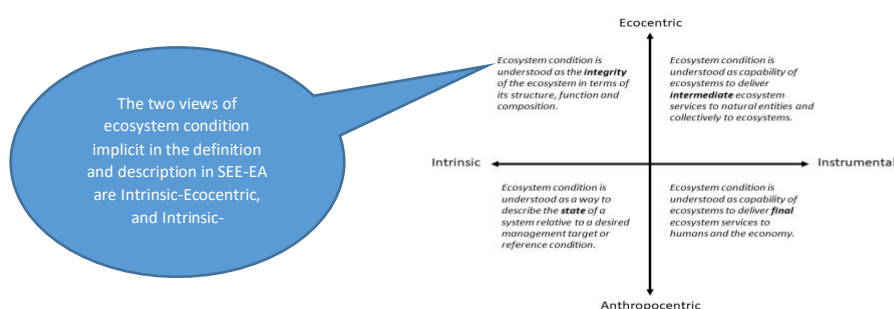 Ecocentric
Ecosystem condition is
understood as the integrity
of the ecosystem in terms of
its structure, function and
composition.
Ecosystem condition is
understood as capability of
ecosystems to deliver
intermediate ecosystem
services to natural entities and
collectively to ecosystems.
The two views of
ecosystem condition
implicit in the definition
and description in SEE-EA
are Intrinsic-Ecocentric,
and Intrinsic-
Intrinsic
Instrumental
Ecosystem condition is
understood as a way to
describe the state of a
system relative to a desired
management target or
reference condition.
Ecosystem condition is
understood as capability of
ecosystems to deliver final
ecosystem services to
humans and the economy.
Anthropocentric